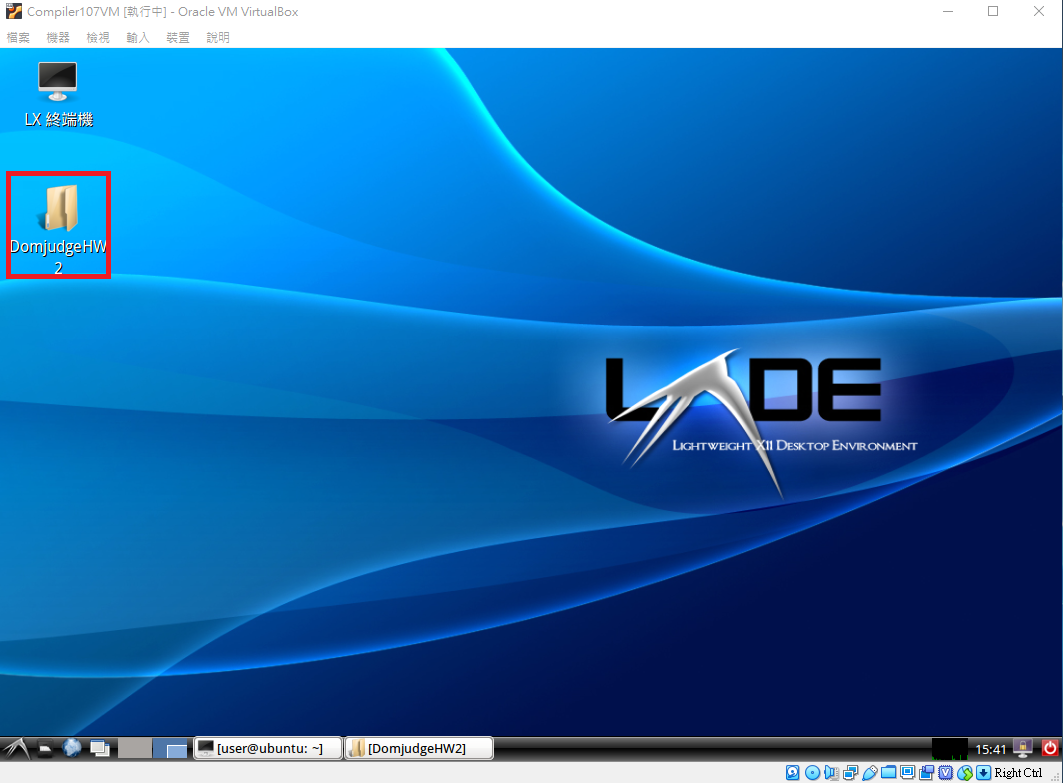 Compiler107VM [執行中] - Oracle VM VirtualBox
檔案 機器 檢視 輸入 裝置 說明
LX 終端機
DomjudgeHW
2
LXDE
Lightweight X11 Desktop Environment
[user@ubuntu: ~] [DomjudgeHW2] 15:41
Right Ctrl